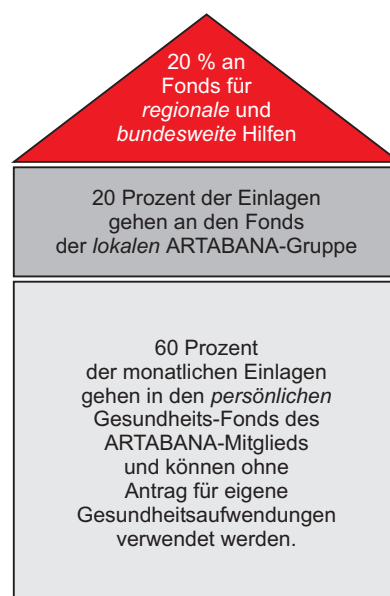 20 % an
Fonds für
regionale und
bundesweite Hilfen
20 Prozent der Einlagen
gehen an den Fonds
der lokalen ARTABANA-Gruppe
60 Prozent
der monatlichen Einlagen
gehen in den persönlichen
Gesundheits-Fonds des
ARTABANA-Mitglieds
und können ohne
Antrag für eigene
Gesundheitsaufwendungen
verwendet werden.